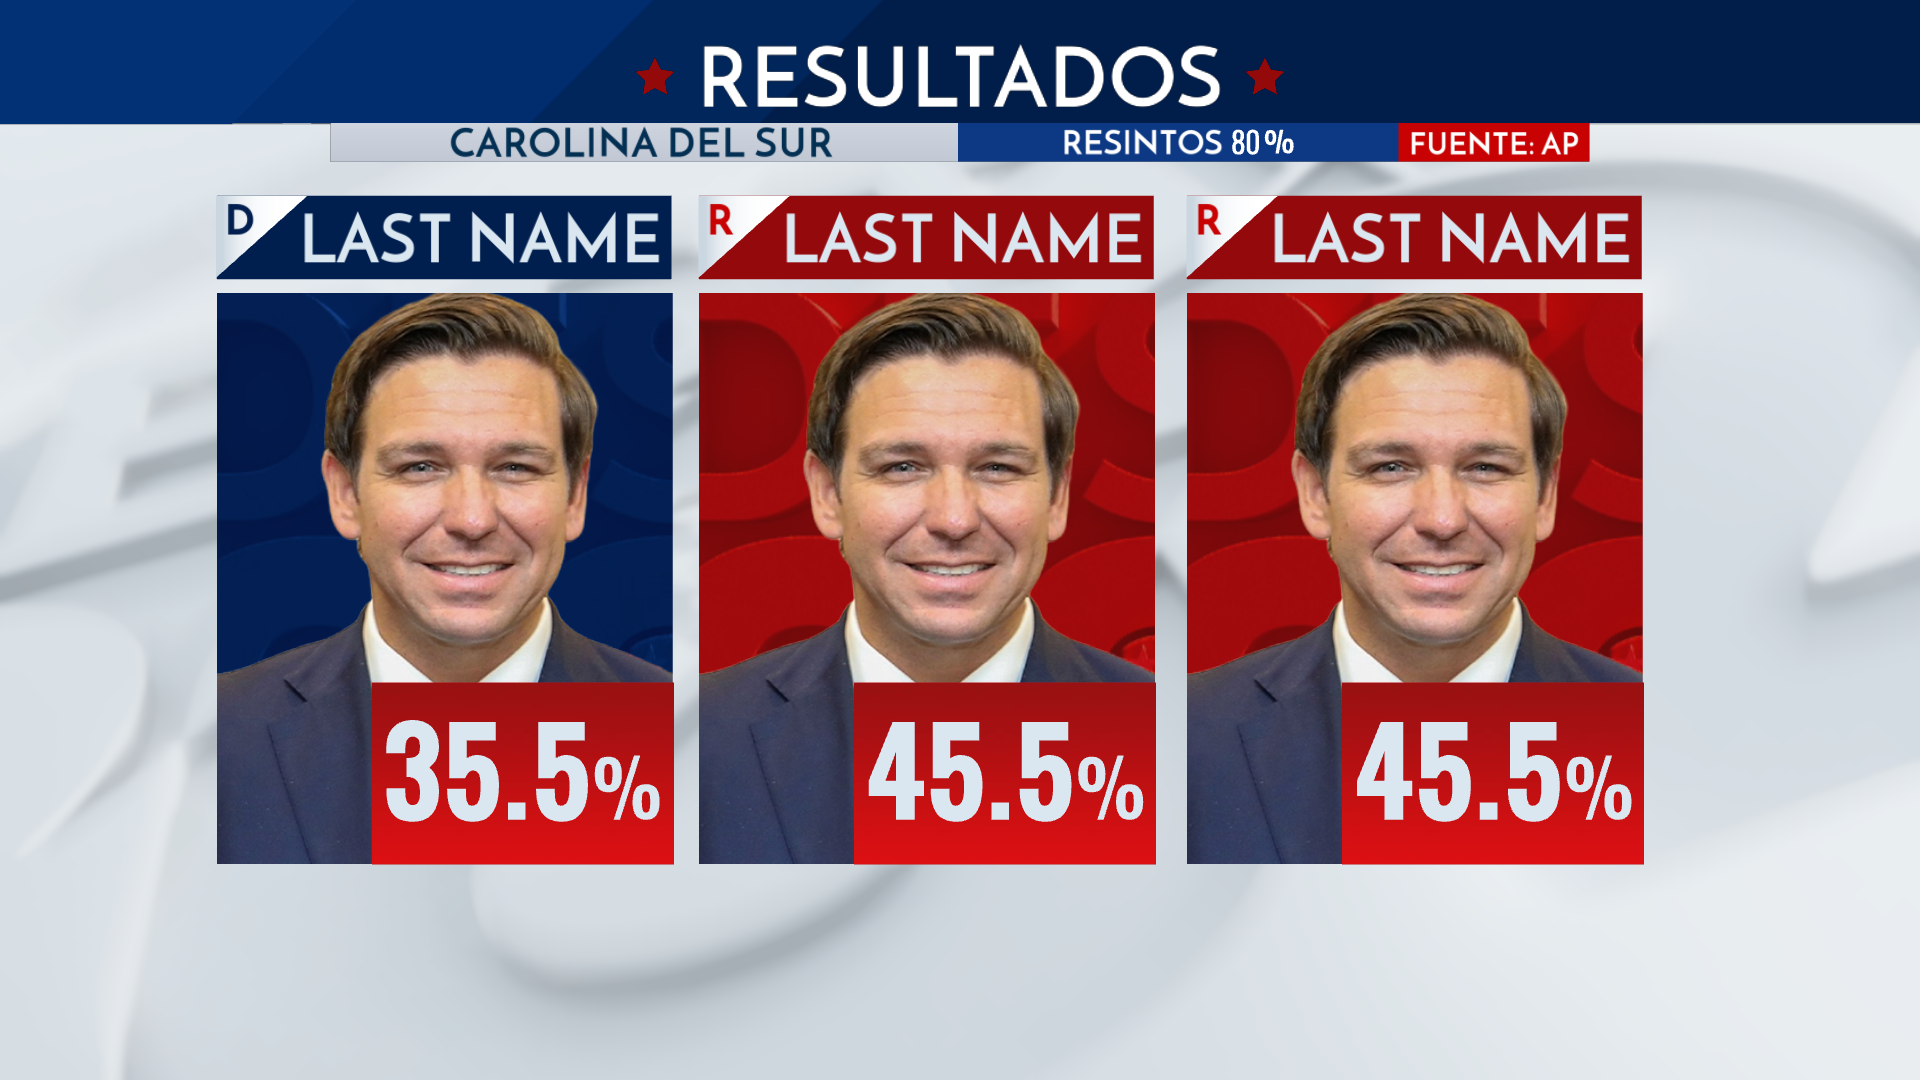 RESULTADOS
CAROLINA DEL SUR
RESINTOS 80%
FUENTE: AP
D
LAST NAME
R
LAST NAME
R
LAST NAME
35.5%
45.5%
45.5%